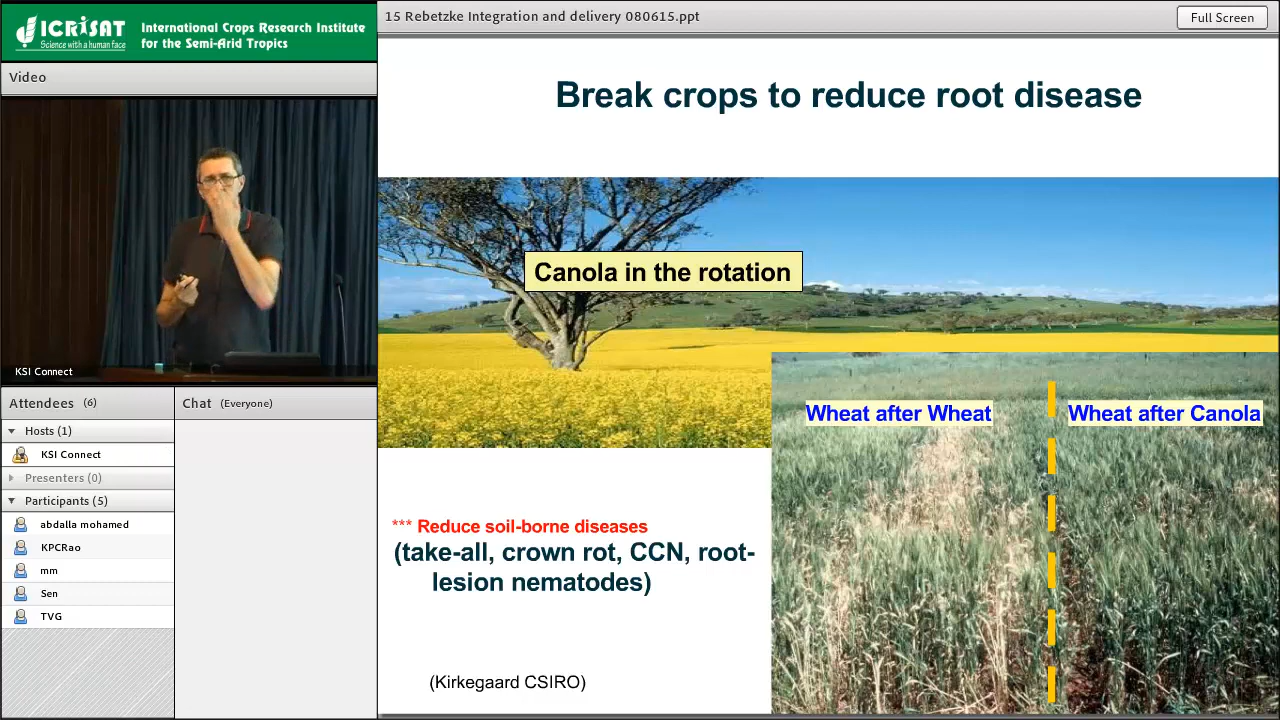 ICRISAT
Science with a human face
International Crops Research Institute
for the Semi-Arid Tropics
Video
KSI Connect
Attendees (6)
Hosts (1)
KSI Connect
Presenters (0)
Participants (5)
abdalla mohamed
KPCRao
mm
Sen
TVG
Chat (Everyone)
15 Rebetzke Integration and delivery 080615.ppt
Full Screen
Break crops to reduce root disease
Canola in the rotation
Wheat after Wheat
Wheat after Canola
*** Reduce soil-borne diseases
(take-all, crown rot, CCN, root-
lesion nematodes)
(Kirkegaard CSIRO)